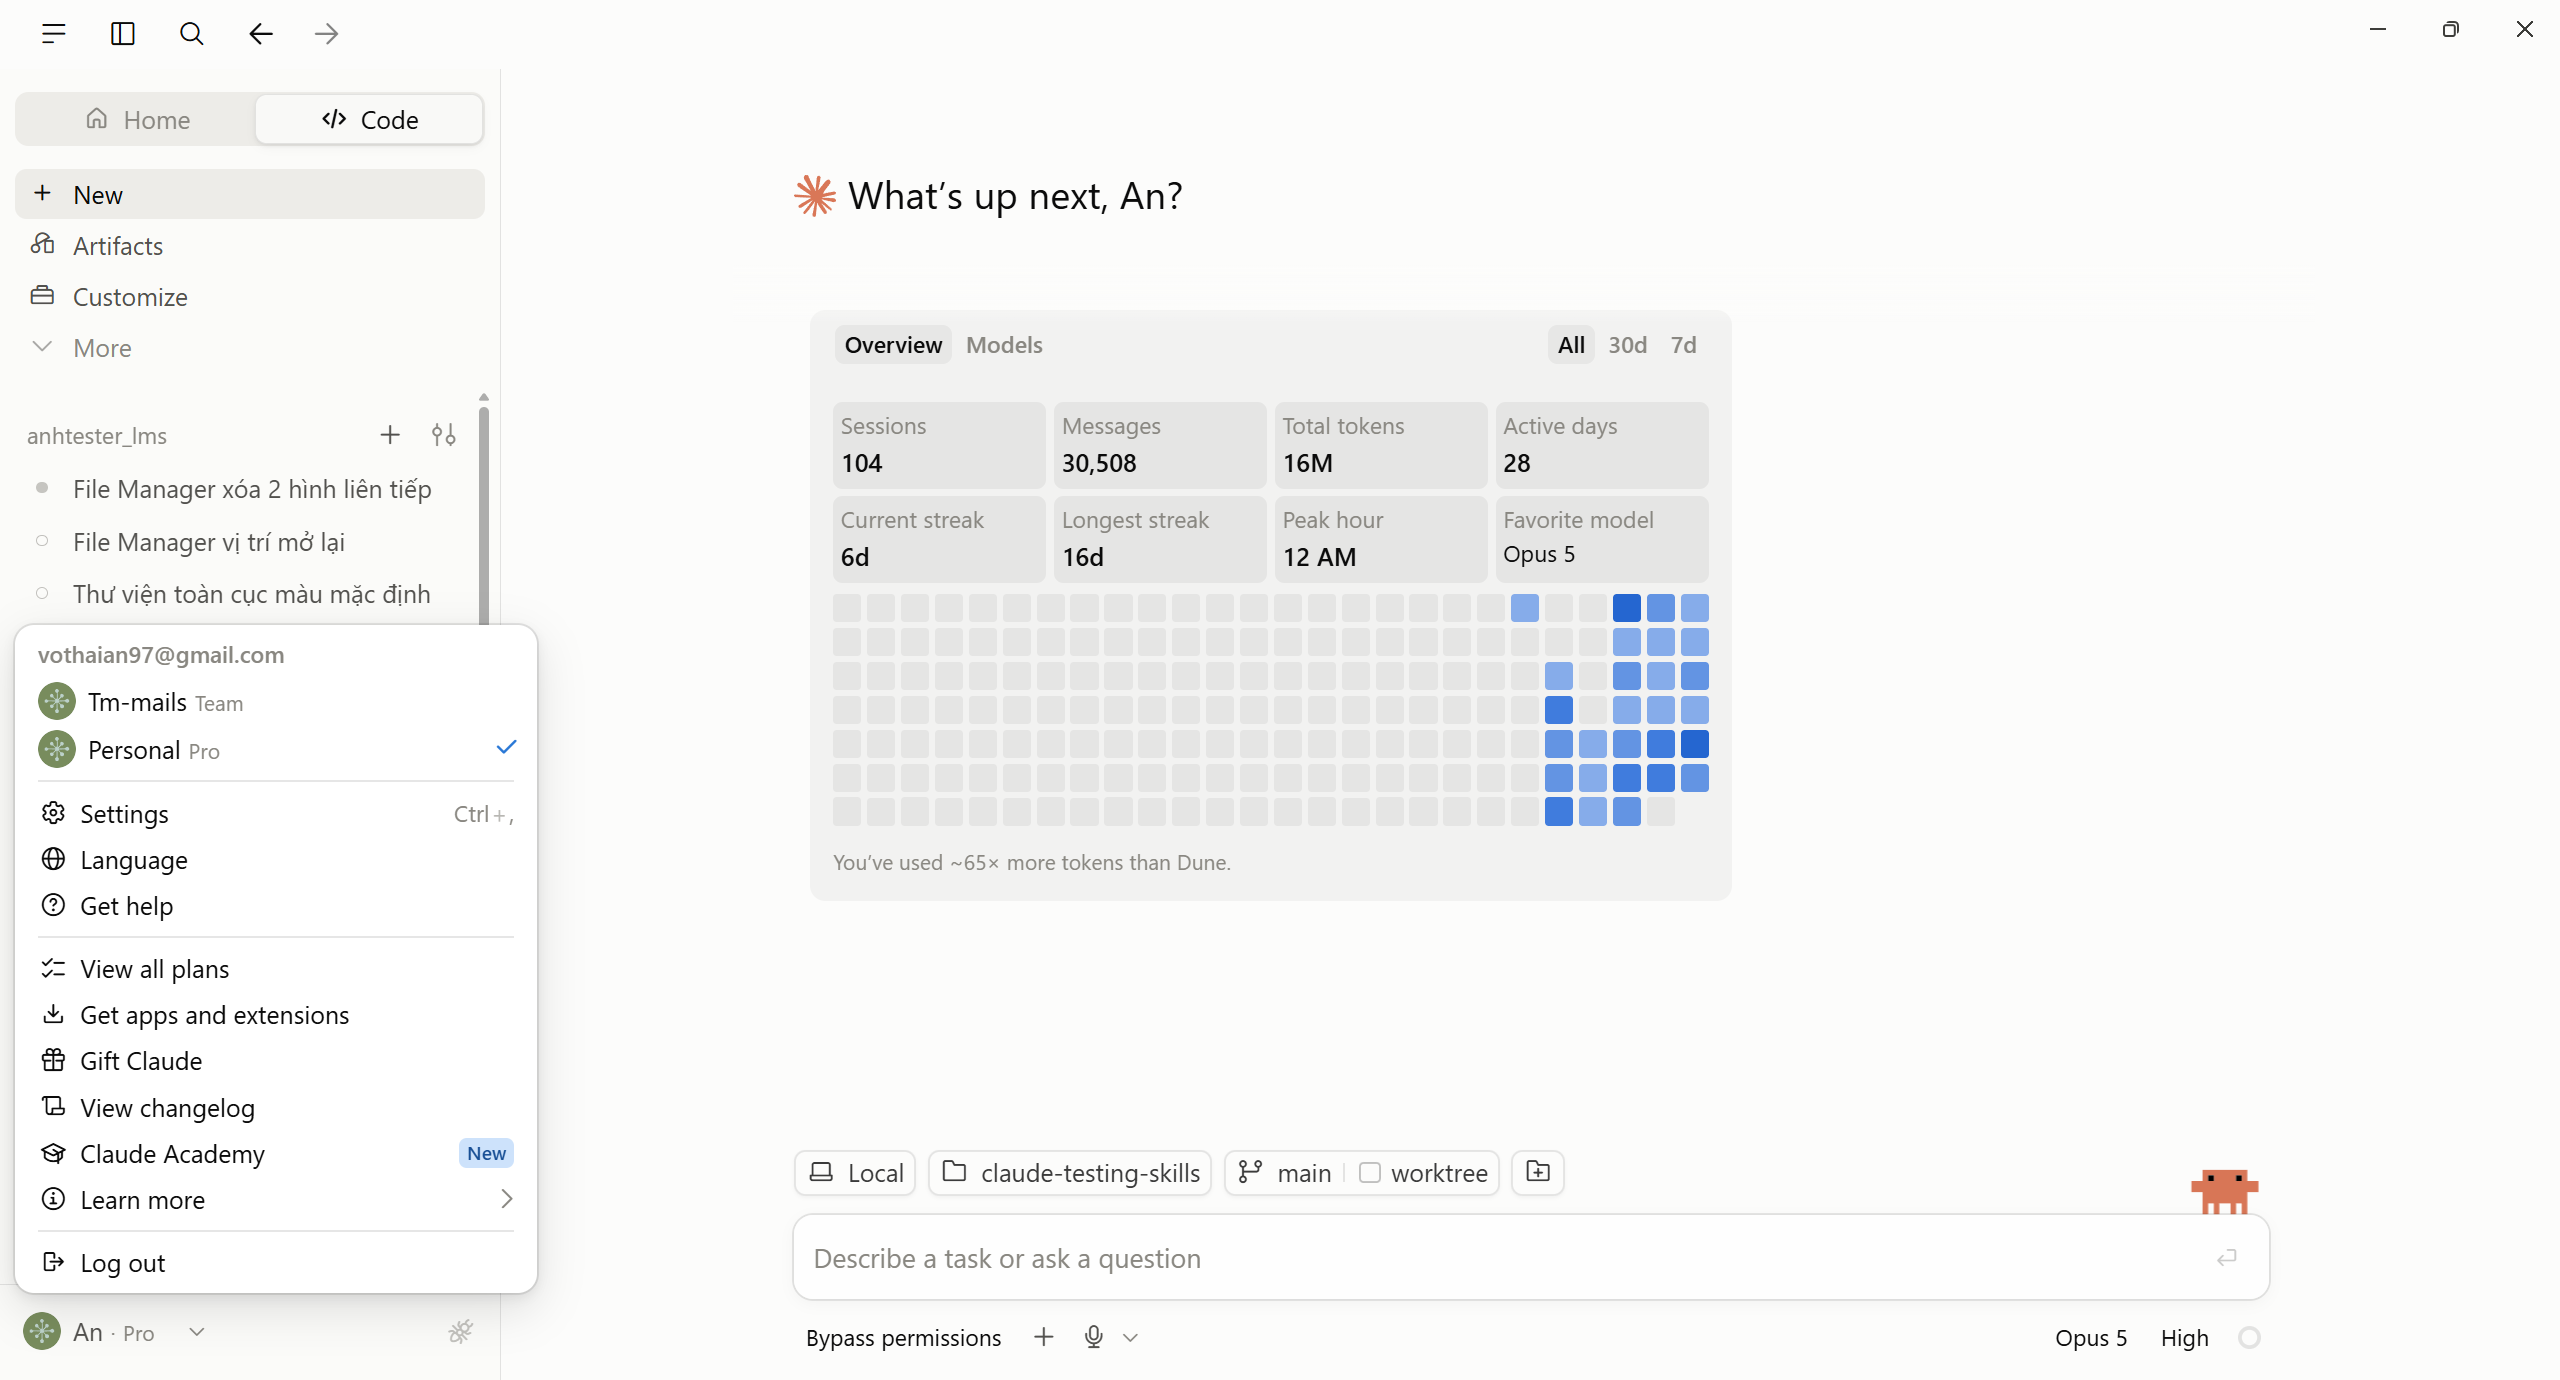 Home
Code
New
Artifacts
Customize
More
anhtester_lms
File Manager xóa 2 hình liên tiếp
File Manager vị trí mở lại
Thư viện toàn cục màu mặc định
vothaian97@gmail.com
Tm-mails Team
Personal Pro
Settings Ctrl+,
Language
Get help
View all plans
Get apps and extensions
Gift Claude
View changelog
Claude Academy New
Learn more
Log out
An · Pro
What's up next, An?
Overview Models All 30d 7d
Sessions Messages Total tokens Active days
104 30,508 16M 28
Current streak Longest streak Peak hour Favorite model
6d 16d 12 AM Opus 5
You've used ~65× more tokens than Dune.
Local claude-testing-skills main worktree
Describe a task or ask a question
Bypass permissions Opus 5 High